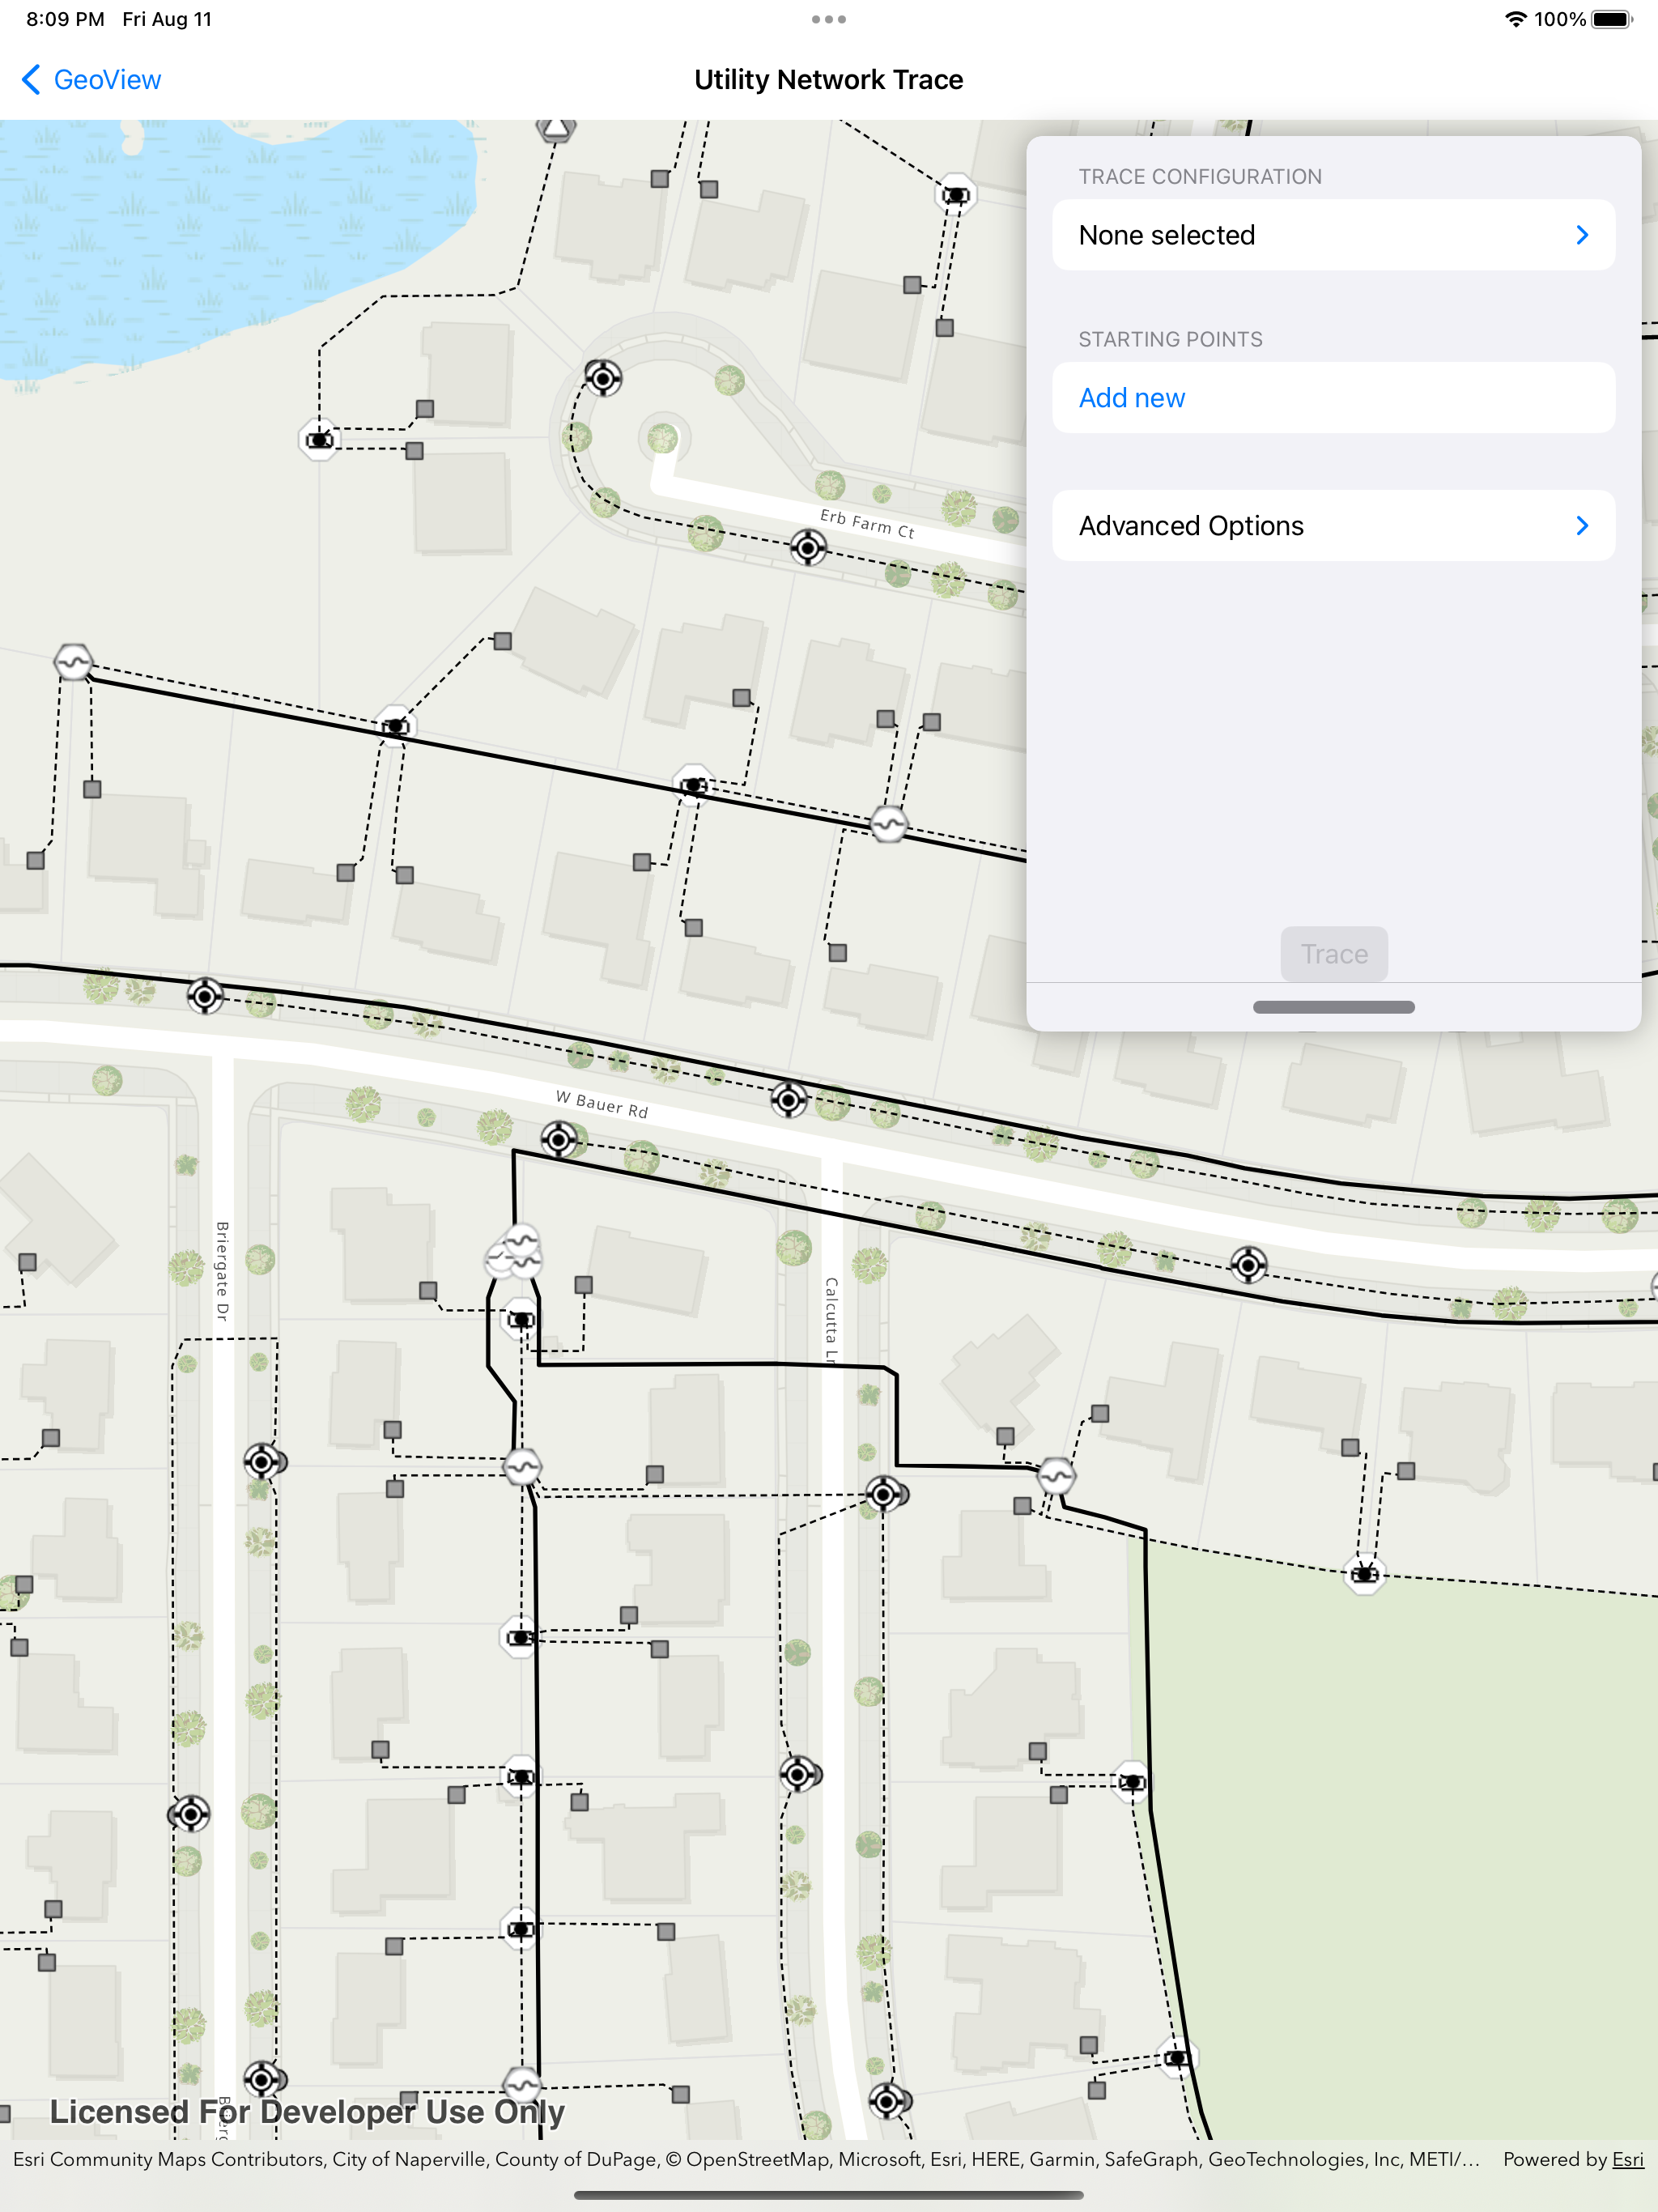 8:09 PM Fri Aug 11
100%
GeoView
Utility Network Trace
TRACE CONFIGURATION
None selected
STARTING POINTS
Add new
Erb Farm Ct
Advanced Options
Trace
W Bauer Rd
Briergate Dr
Calcutta Ln
Licensed For Developer Use Only
Esri Community Maps Contributors, City of Naperville, County of DuPage, © OpenStreetMap, Microsoft, Esri, HERE, Garmin, SafeGraph, GeoTechnologies, Inc, METI/...
Powered by Esri